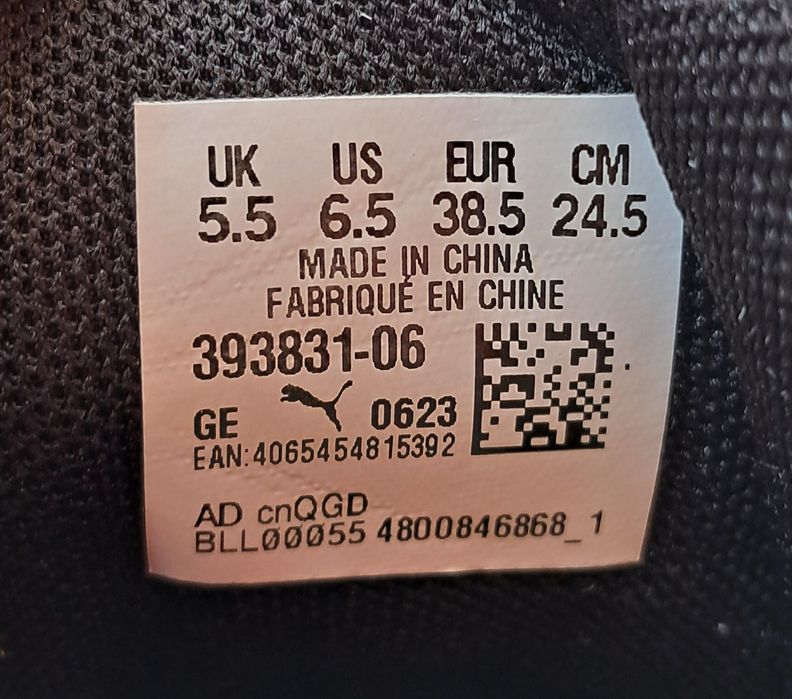 UK US EUR CM
5.5 6.5 38.5 24.5
MADE IN CHINA
FABRIQUÉ EN CHINE
393831-06
GE 0623
EAN:4065454815392
AD cnQGD
BLL00055 4800846868_1